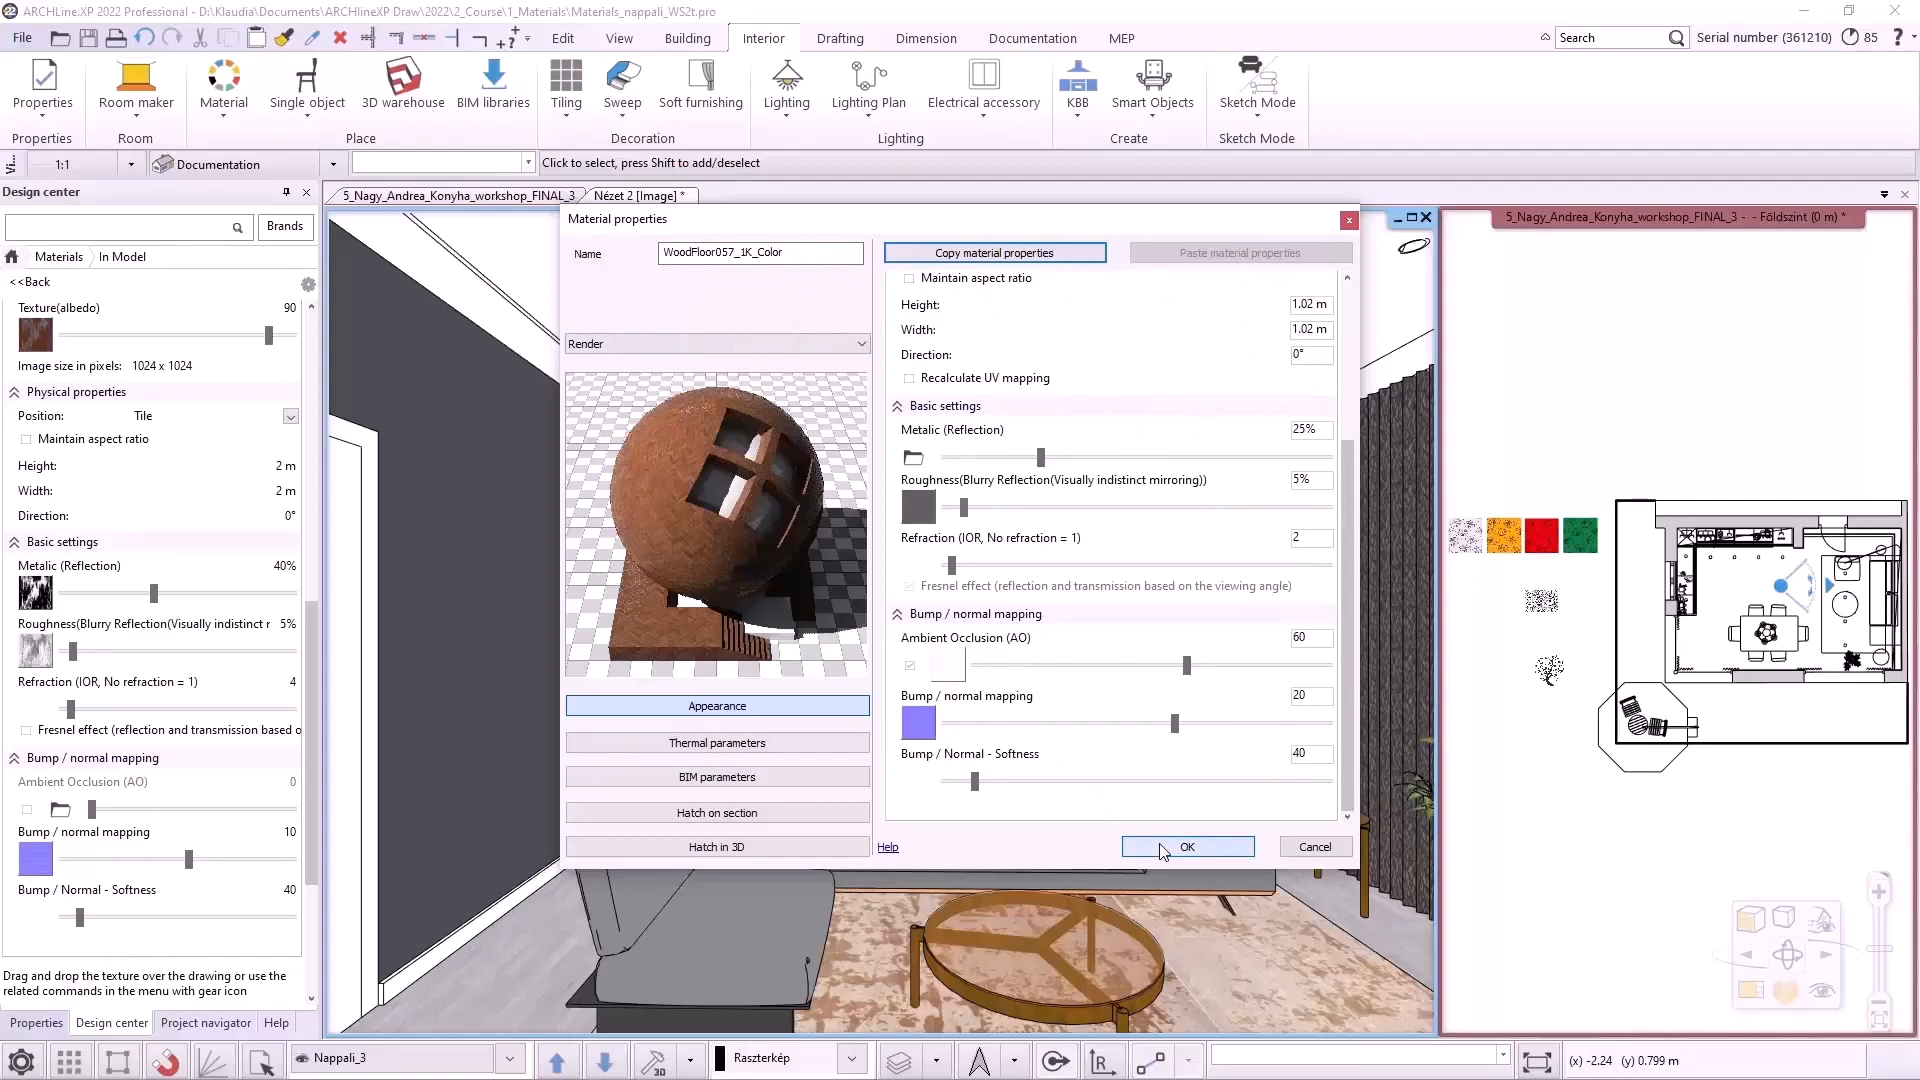 ARCHLine.XP 2022 Professional - D:\Klaudia\Documents\ARCHlineXP Draw\2022\2_Course\1_Materials\Materials_nappali_WS2t.pro
File Edit View Building Interior Drafting Dimension Documentation MEP Search Serial number (361210) 85 ?
Properties Room maker Material Single object 3D warehouse BIM libraries Tiling Sweep Soft furnishing Lighting Lighting Plan Electrical accessory KBB Smart Objects Sketch Mode
Properties Room Place Decoration Lighting Create Sketch Mode
1:1 Documentation Click to select, press Shift to add/deselect
Design center
5_Nagy_Andrea_Konyha_workshop_FINAL_3 Nézet 2 [Image] *
5_Nagy_Andrea_Konyha_workshop_FINAL_3 - - Földszint (0 m) *
Brands
Materials In Model
<<Back
Texture(albedo) 90
Image size in pixels: 1024 x 1024
Physical properties
Position: Tile
Maintain aspect ratio
Height: 2 m
Width: 2 m
Direction: 0°
Basic settings
Metalic (Reflection) 40%
Roughness(Blurry Reflection(Visually indistinct r 5%
Refraction (IOR, No refraction = 1) 4
Fresnel effect (reflection and transmission based o
Bump / normal mapping
Ambient Occlusion (AO) 0
Bump / normal mapping 10
Bump / Normal - Softness 40
Drag and drop the texture over the drawing or use the
related commands in the menu with gear icon
Properties Design center Project navigator Help
Material properties
Name WoodFloor057_1K_Color
Render
Appearance
Thermal parameters
BIM parameters
Hatch on section
Hatch in 3D
Copy material properties Paste material properties
Maintain aspect ratio
Height: 1.02 m
Width: 1.02 m
Direction: 0°
Recalculate UV mapping
Basic settings
Metalic (Reflection) 25%
Roughness(Blurry Reflection(Visually indistinct mirroring)) 5%
Refraction (IOR, No refraction = 1) 2
Fresnel effect (reflection and transmission based on the viewing angle)
Bump / normal mapping
Ambient Occlusion (AO) 60
Bump / normal mapping 20
Bump / Normal - Softness 40
Help OK Cancel
Nappali_3 3D Raszterkép (x) -2.24 (y) 0.799 m